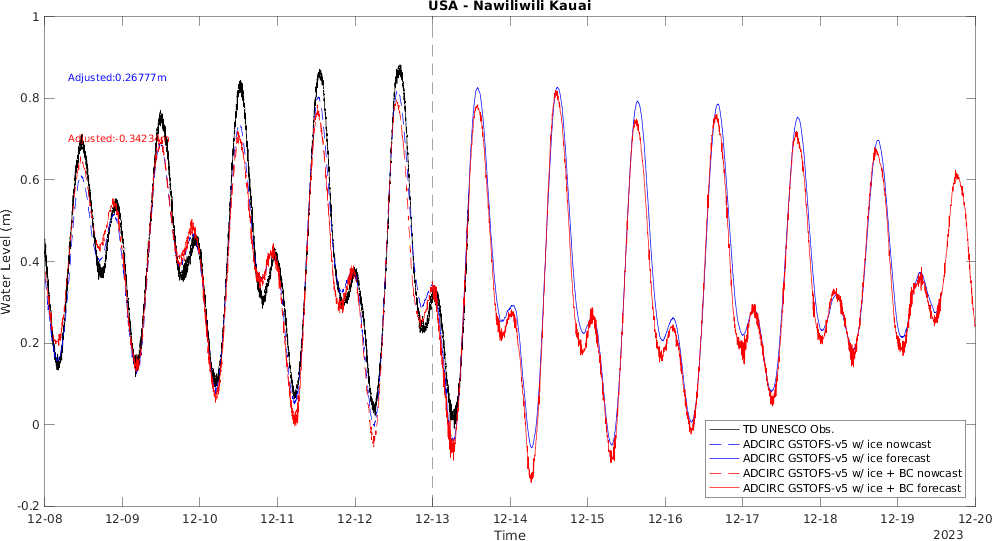 USA - Nawiliwili Kauai
1
0.8
0.6
0.4
0.2
0
-0.2
Water Level (m)
Adjusted:0.26777m
Adjusted:-0.34234m
TD UNESCO Obs.
ADCIRC GSTOFS-v5 w/ ice nowcast
ADCIRC GSTOFS-v5 w/ ice forecast
ADCIRC GSTOFS-v5 w/ ice + BC nowcast
ADCIRC GSTOFS-v5 w/ ice + BC forecast
12-08 12-09 12-10 12-11 12-12 12-13 12-14 12-15 12-16 12-17 12-18 12-19 12-20
Time
2023